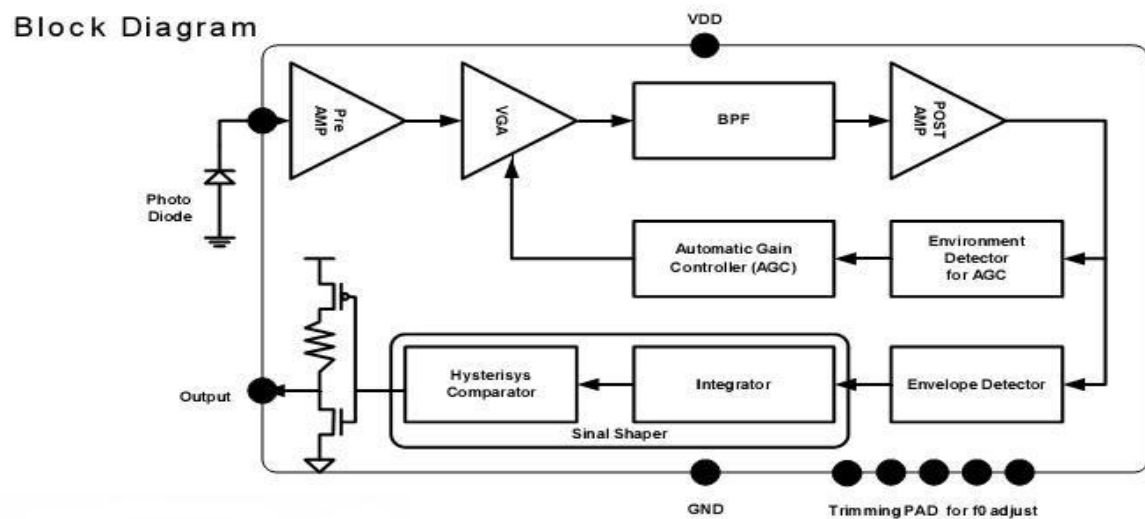 Block Diagram
VDD
Pre
AMP
VGA
BPF
POST
AMP
Photo
Diode
Automatic Gain
Controller (AGC)
Environment
Detector
for AGC
Output
Hysterisys
Comparator
Integrator
Envelope Detector
Sinal Shaper
GND
Trimming PAD for f0 adjust